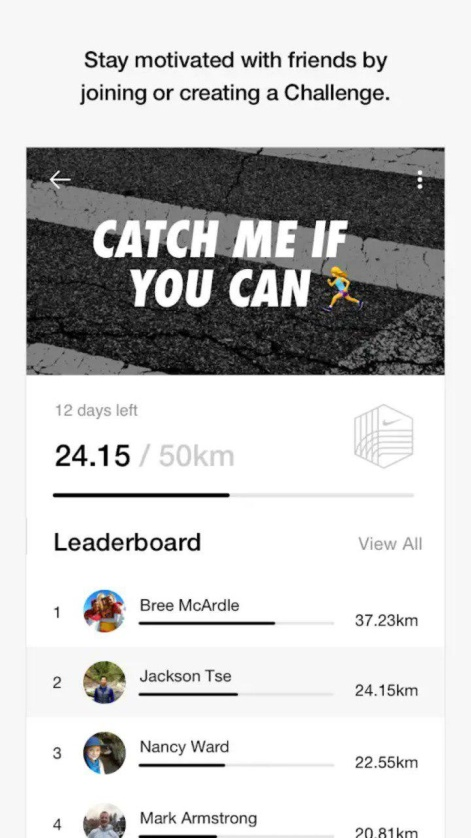 Stay motivated with friends by
joining or creating a Challenge.
CATCH ME IF
YOU CAN
12 days left
24.15 / 50km
Leaderboard
View All
1
Bree McArdle
37.23km
2
Jackson Tse
24.15km
3
Nancy Ward
22.55km
4
Mark Armstrong
20.81km